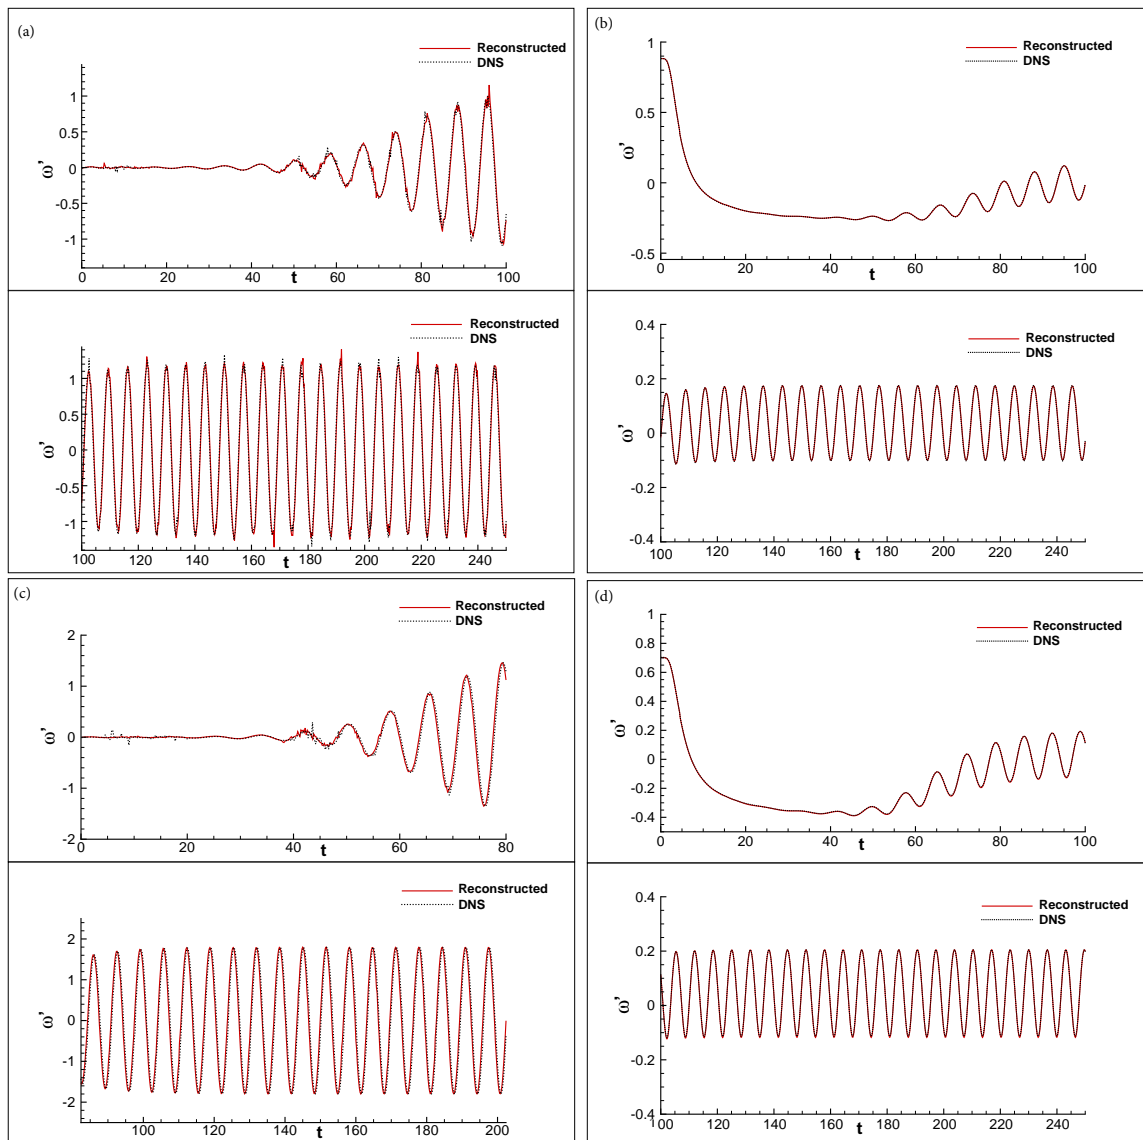 (a)
Reconstructed
DNS
ω'
1
0.5
0
-0.5
-1
0 20 40 60 80 100
t
Reconstructed
DNS
ω'
1
0.5
0
-0.5
-1
100 120 140 160 180 200 220 240
t
(b)
Reconstructed
DNS
ω'
1
0.5
0
-0.5
0 20 40 60 80 100
t
Reconstructed
DNS
ω'
0.4
0.2
0
-0.2
-0.4
100 120 140 160 180 200 220 240
t
(c)
Reconstructed
DNS
ω'
2
1
0
-1
-2
0 20 40 60 80
t
Reconstructed
DNS
ω'
2
1
0
-1
-2
100 120 140 160 180 200
t
(d)
Reconstructed
DNS
ω'
1
0.8
0.6
0.4
0.2
0
-0.2
-0.4
0 20 40 60 80 100
t
Reconstructed
DNS
ω'
0.4
0.2
0
-0.2
-0.4
100 120 140 160 180 200 220 240
t